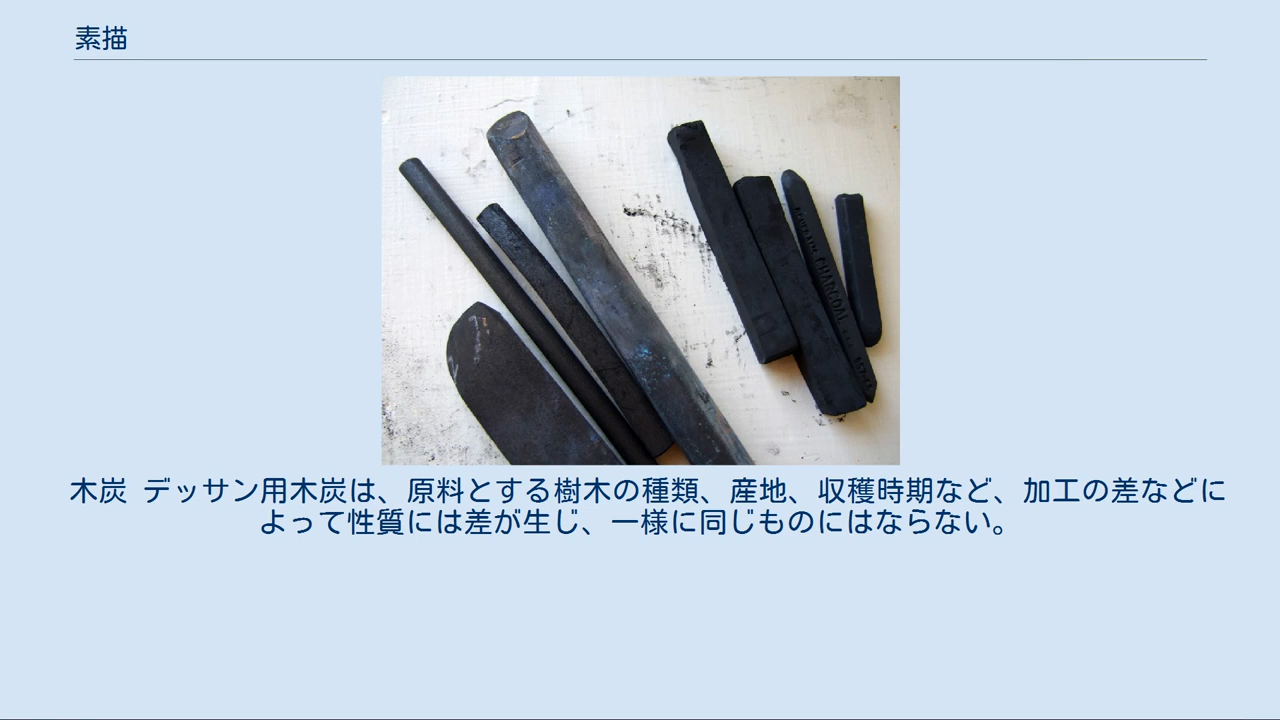 素描
木炭 デッサン用木炭は、原料とする樹木の種類、産地、収穫時期など、加工の差などに
よって性質には差が生じ、一様に同じものにはならない。
CHARCOAL